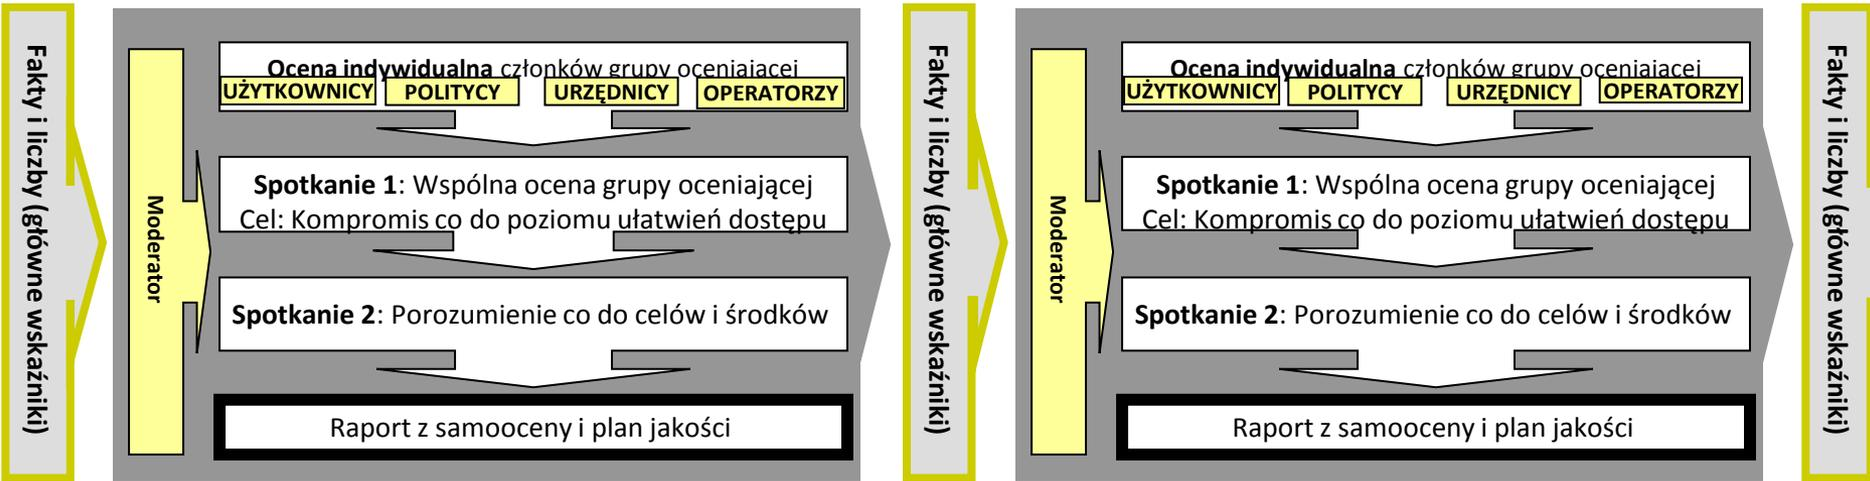 Fakty i liczby (główne wskaźniki)
Moderator
Ocena indywidualna członków grupy oceniającej
UŻYTKOWNICY POLITYCY URZĘDNICY OPERATORZY
Spotkanie 1: Wspólna ocena grupy oceniającej
Cel: Kompromis co do poziomu ułatwień dostępu
Spotkanie 2: Porozumienie co do celów i środków
Raport z samooceny i plan jakości
Fakty i liczby (główne wskaźniki)
Moderator
Ocena indywidualna członków grupy oceniającej
UŻYTKOWNICY POLITYCY URZĘDNICY OPERATORZY
Spotkanie 1: Wspólna ocena grupy oceniającej
Cel: Kompromis co do poziomu ułatwień dostępu
Spotkanie 2: Porozumienie co do celów i środków
Raport z samooceny i plan jakości
Fakty i liczby (główne wskaźniki)